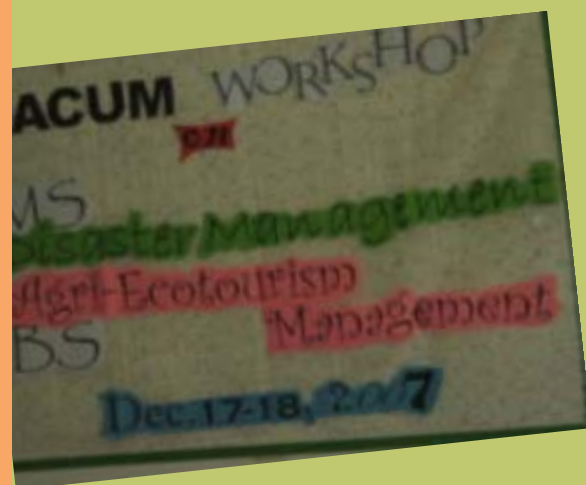 ACUM WORKSHOP
on
MS
Disaster Management
Agri-Ecotourism
Management
BS
Dec. 17-18, 2007